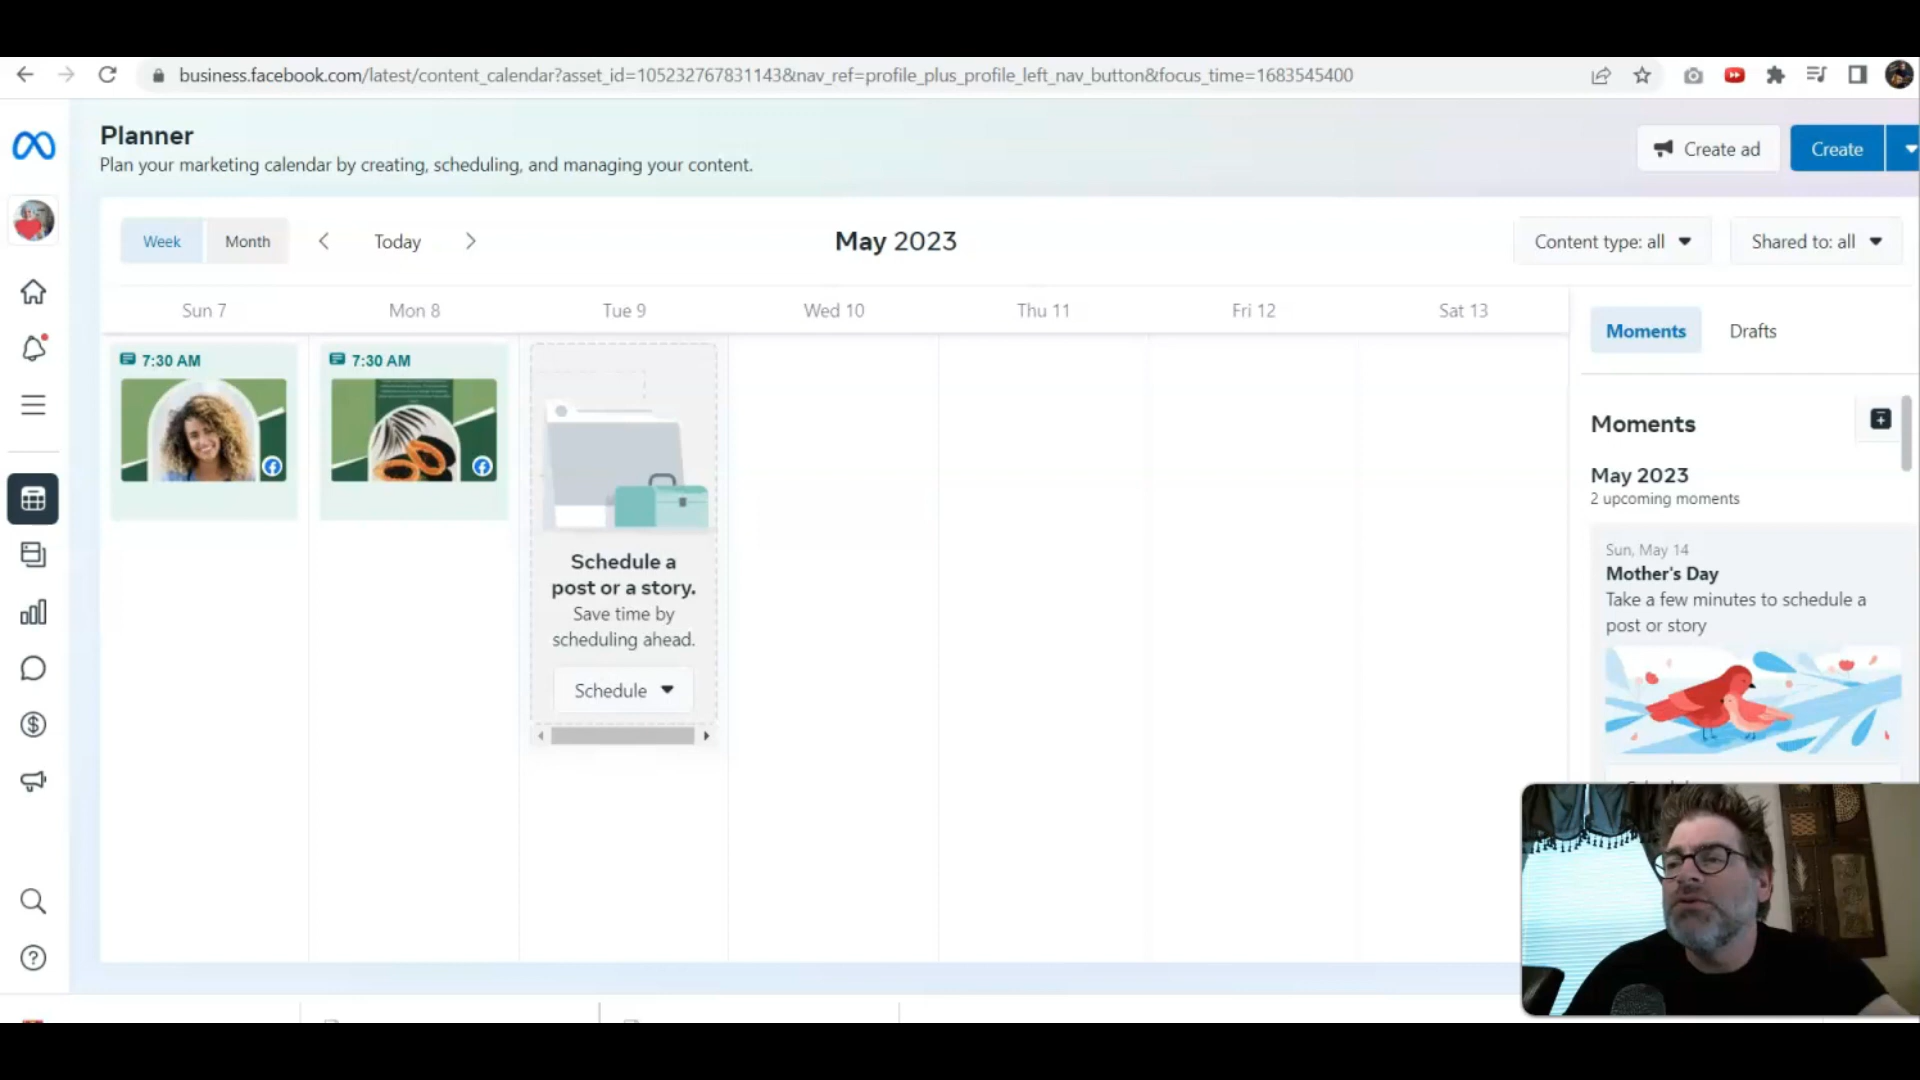 business.facebook.com/latest/content_calendar?asset_id=105232767831143&nav_ref=profile_plus_profile_left_nav_button&focus_time=1683545400
Planner
Plan your marketing calendar by creating, scheduling, and managing your content.
Create ad
Create
Week
Month
Today
May 2023
Content type: all
Shared to: all
Sun 7
Mon 8
Tue 9
Wed 10
Thu 11
Fri 12
Sat 13
7:30 AM
7:30 AM
Schedule a
post or a story.
Save time by
scheduling ahead.
Schedule
Moments
Drafts
Moments
May 2023
2 upcoming moments
Sun, May 14
Mother's Day
Take a few minutes to schedule a
post or story